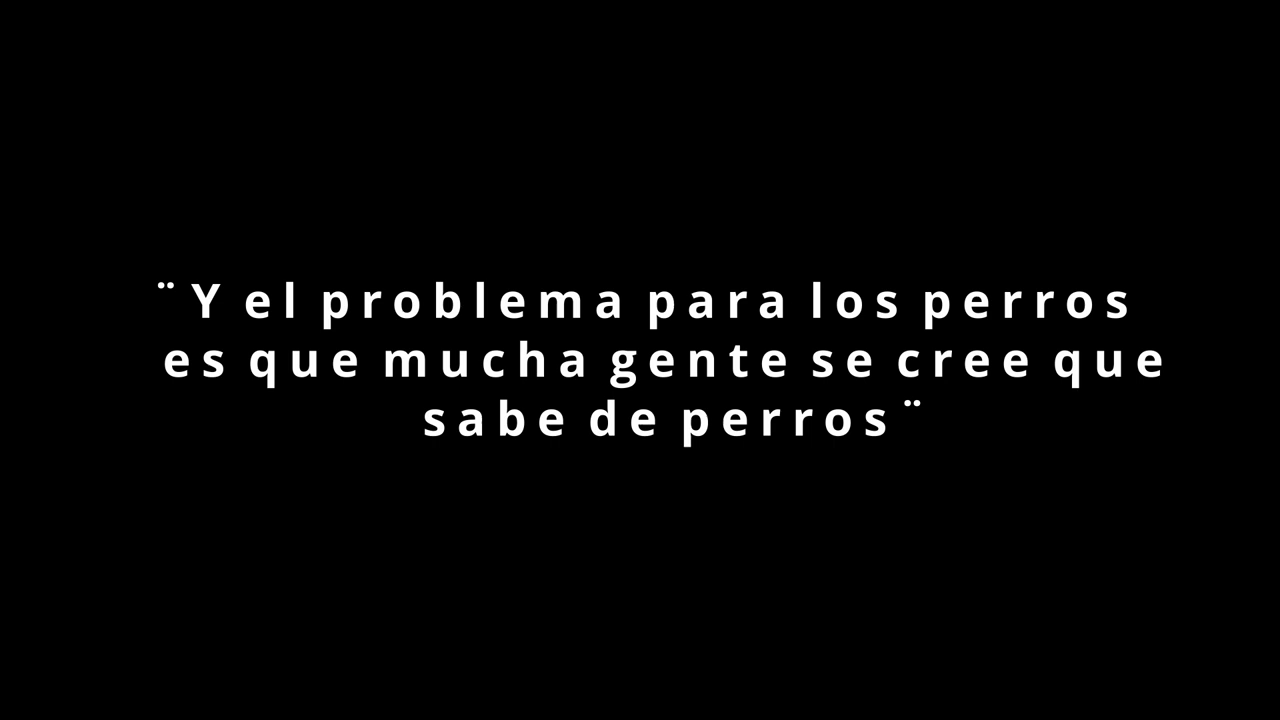 ¨Y el problema para los perros
es que mucha gente se cree que
sabe de perros¨